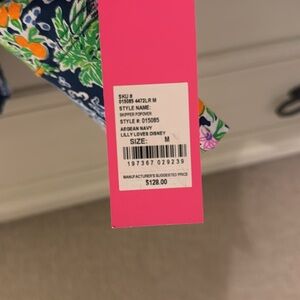 SKU #
015085 4472LR M
STYLE NAME:
SKIPPER POPOVER
STYLE #: 015085
AEGEAN NAVY
LILLY LOVES DISNEY
SIZE: M
197367 029239
MANUFACTURER'S SUGGESTED PRICE
$128.00